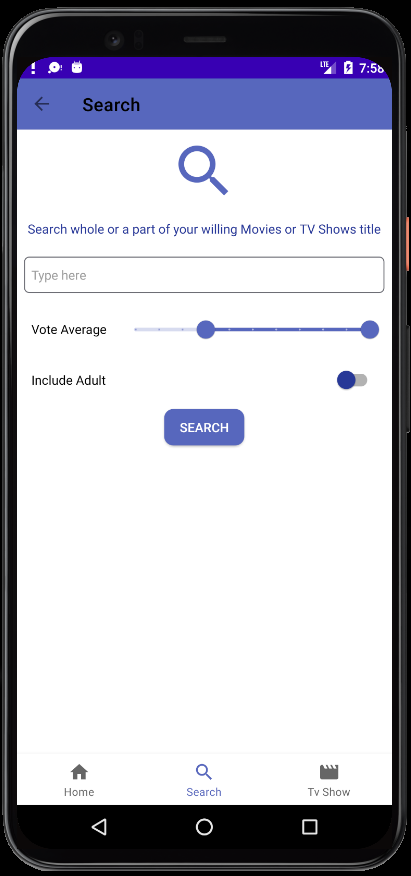 LTE 7:58
Search
Search whole or a part of your willing Movies or TV Shows title
Type here
Vote Average
Include Adult
SEARCH
Home Search Tv Show